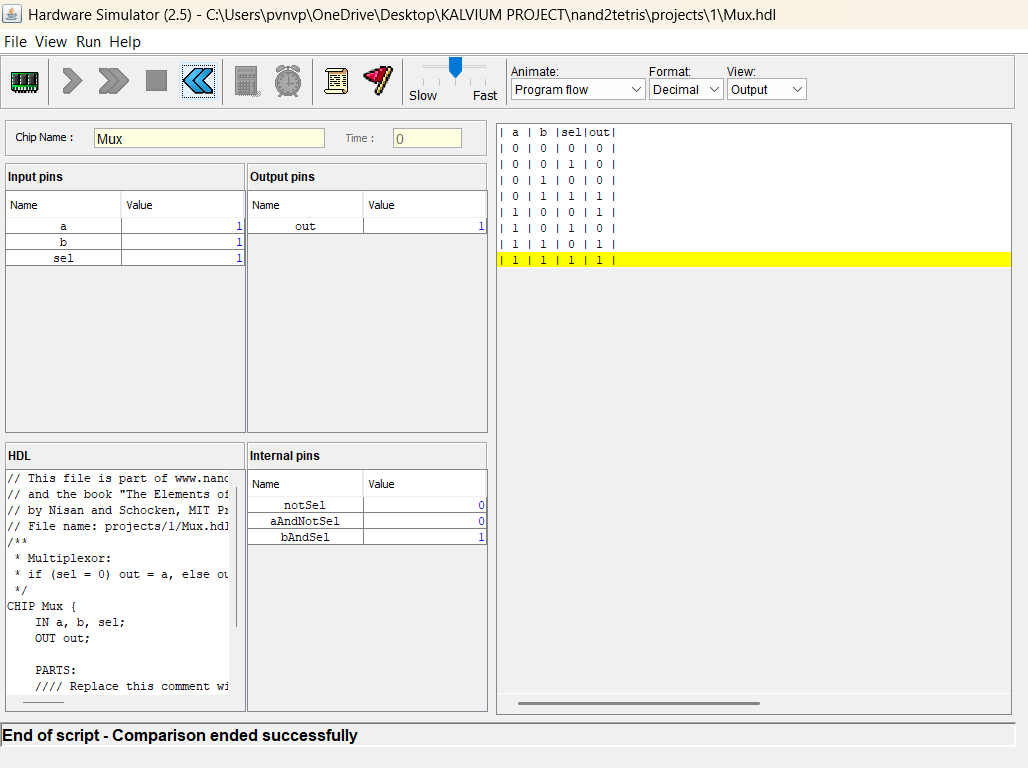 Hardware Simulator (2.5) - C:\Users\pvnvp\OneDrive\Desktop\KALVIUM PROJECT\nand2tetris\projects\1\Mux.hdl
File View Run Help
Slow Fast
Animate: Format: View:
Program flow Decimal Output
Chip Name : Mux Time : 0
Input pins
Name Value
a 1
b 1
sel 1
Output pins
Name Value
out 1
HDL
// This file is part of www.nand
// and the book "The Elements of
// by Nisan and Schocken, MIT Pr
// File name: projects/1/Mux.hdl
/**
* Multiplexor:
* if (sel = 0) out = a, else ou
*/
CHIP Mux {
IN a, b, sel;
OUT out;
PARTS:
//// Replace this comment wi
Internal pins
Name Value
notSel 0
aAndNotSel 0
bAndSel 1
| a | b |sel|out|
| 0 | 0 | 0 | 0 |
| 0 | 0 | 1 | 0 |
| 0 | 1 | 0 | 0 |
| 0 | 1 | 1 | 1 |
| 1 | 0 | 0 | 1 |
| 1 | 0 | 1 | 0 |
| 1 | 1 | 0 | 1 |
| 1 | 1 | 1 | 1 |
End of script - Comparison ended successfully